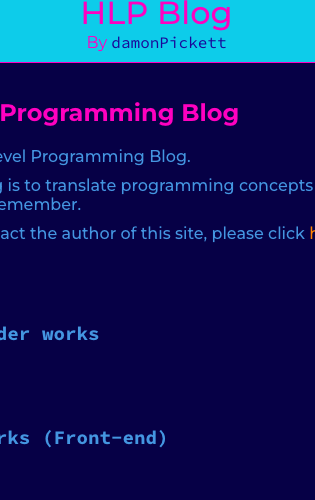 HLP Blog
By damonPickett
Programming Blog
evel Programming Blog.
g is to translate programming concepts
emember.
act the author of this site, please click h
der works
rks (Front-end)